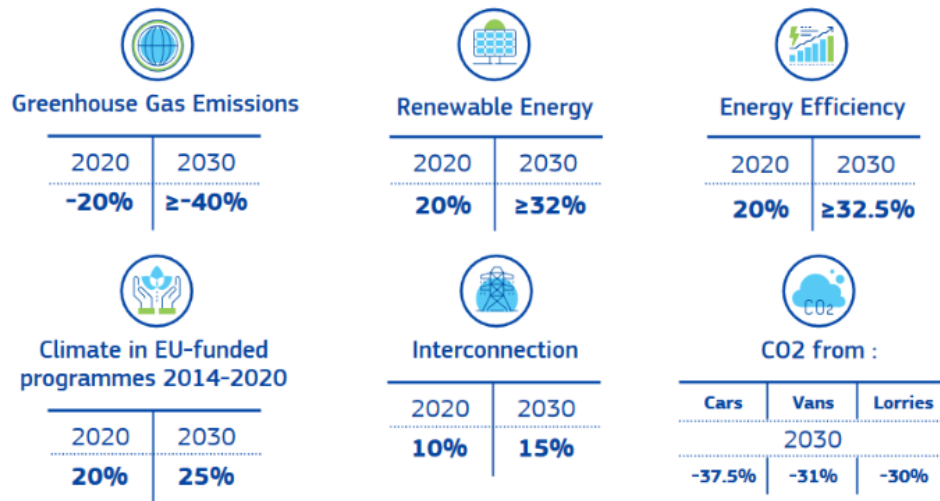 Greenhouse Gas Emissions
2020 2030
-20% ≥-40%
Renewable Energy
2020 2030
20% ≥32%
Energy Efficiency
2020 2030
20% ≥32.5%
Climate in EU-funded
programmes 2014-2020
2020 2030
20% 25%
Interconnection
2020 2030
10% 15%
CO2
CO2 from :
Cars Vans Lorries
2030
-37.5% -31% -30%